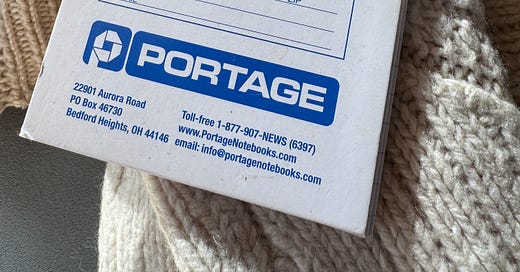 PORTAGE
22901 Aurora Road
PO Box 46730
Bedford Heights, OH 44146
Toll-free 1-877-907-NEWS (6397)
www.PortageNotebooks.com
email: info@portagenotebooks.com